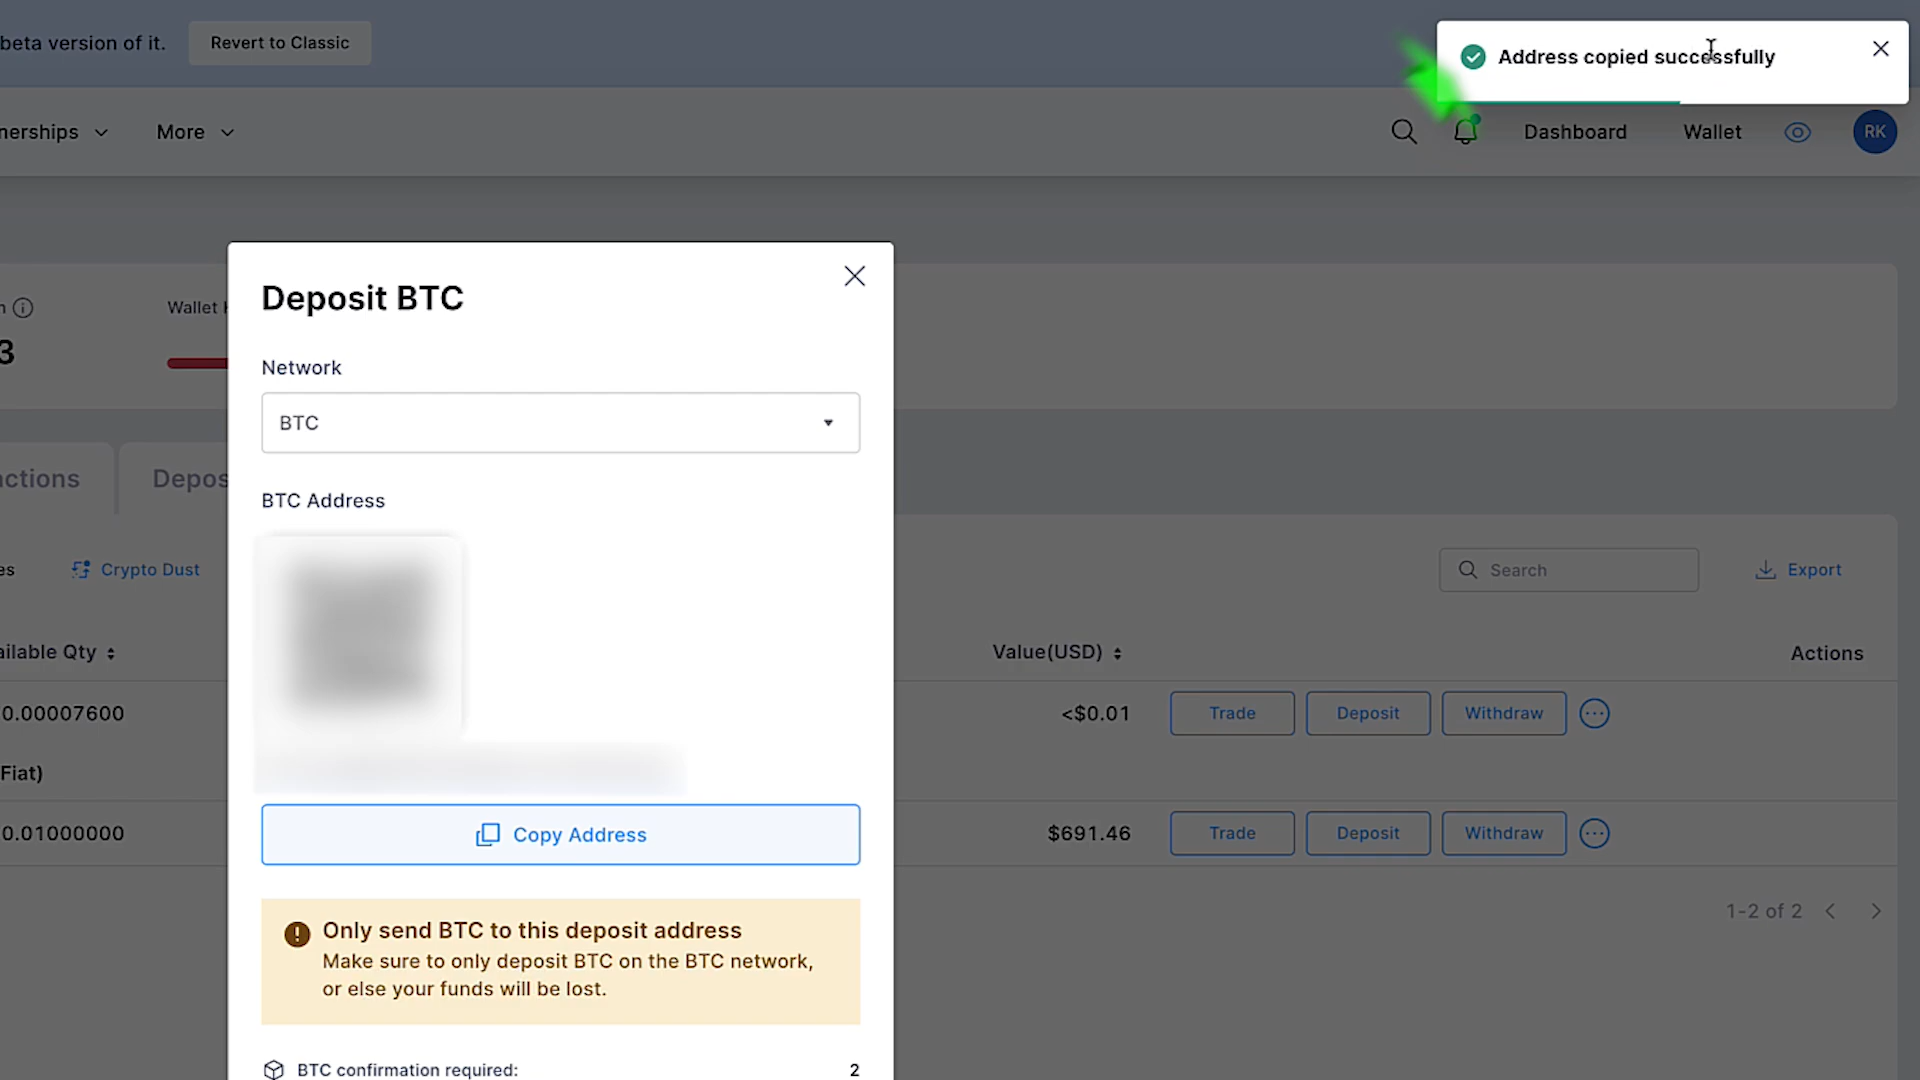 beta version of it.
Revert to Classic
Address copied successfully
nerships
More
Dashboard
Wallet
RK
Deposit BTC
Network
BTC
BTC Address
Copy Address
Only send BTC to this deposit address
Make sure to only deposit BTC on the BTC network,
or else your funds will be lost.
BTC confirmation required: 2
3
Wallet
ctions
Depos
es
Crypto Dust
Search
Export
ailable Qty
Value(USD)
Actions
0.00007600
<$0.01
Trade
Deposit
Withdraw
Fiat)
0.01000000
$691.46
Trade
Deposit
Withdraw
1-2 of 2